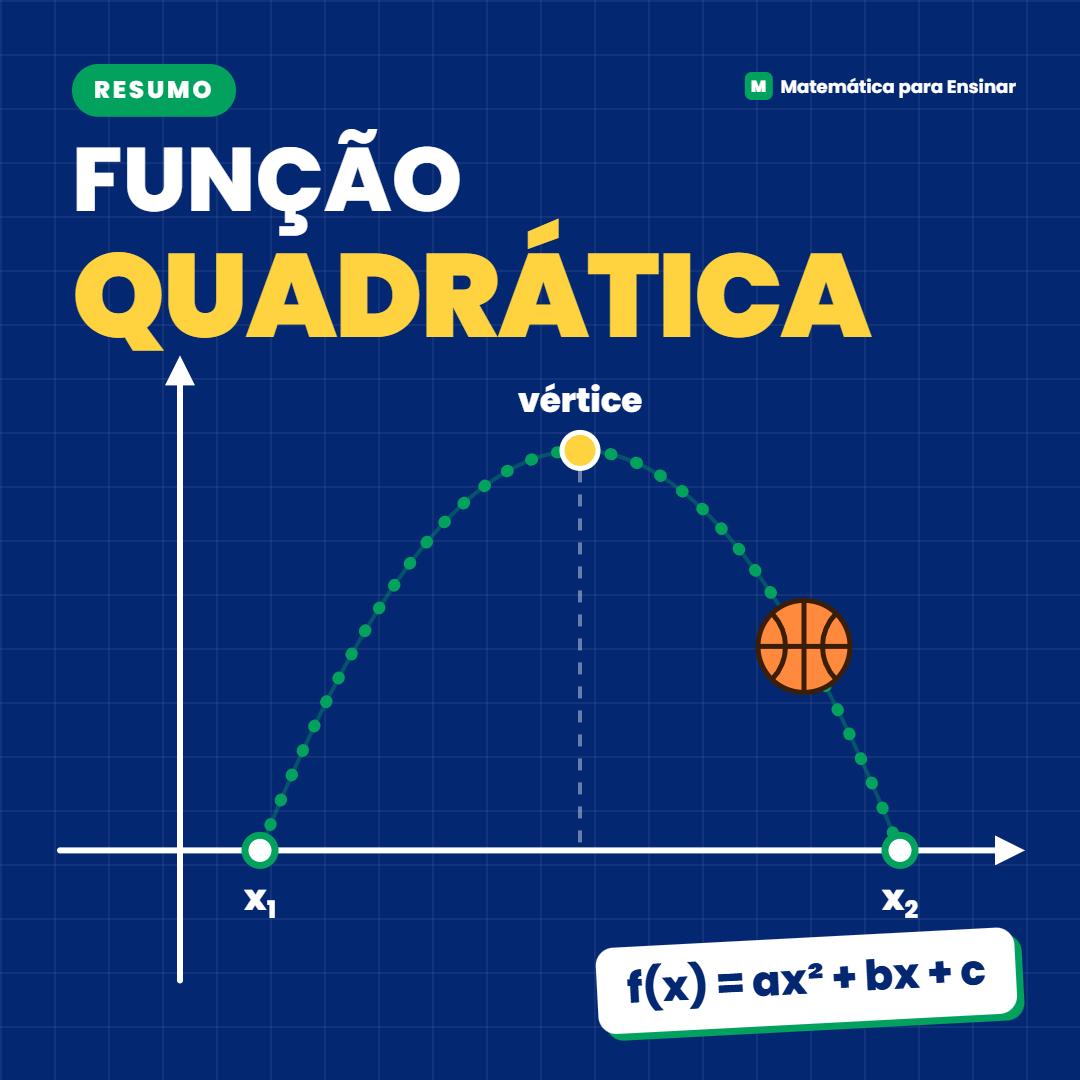 RESUMO
M Matemática para Ensinar
FUNÇÃO
QUADRÁTICA
vértice
x₁
x₂
f(x) = ax² + bx + c